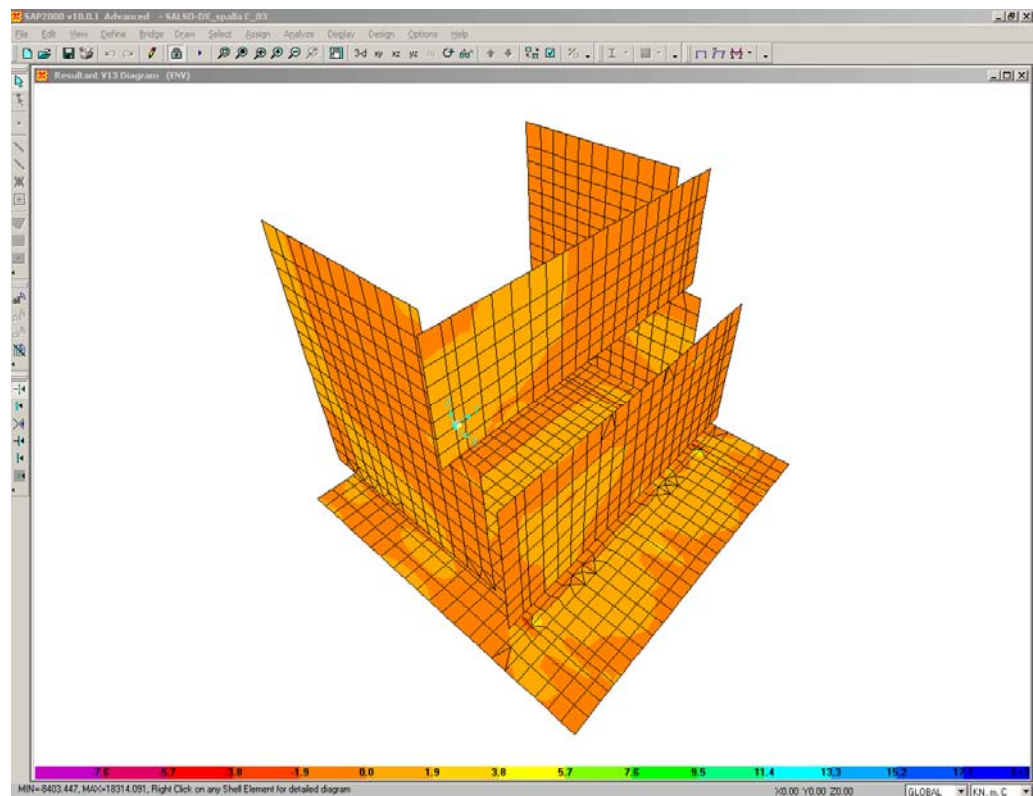 SAP2000 v10.0.1 Advanced - SALSO-DX_spalla C_03
File Edit View Define Bridge Draw Select Assign Analyze Display Design Options Help
3-d xy xz yz
Resultant V13 Diagram (ENV)
7.6 -5.7 3.8 -1.9 0.0 1.9 3.8 5.7 7.6 9.5 11.4 13.3 15.2
MIN=-8403.447, MAX=18314.091, Right Click on any Shell Element for detailed diagram X0.00 Y0.00 Z0.00 GLOBAL KN, m, C